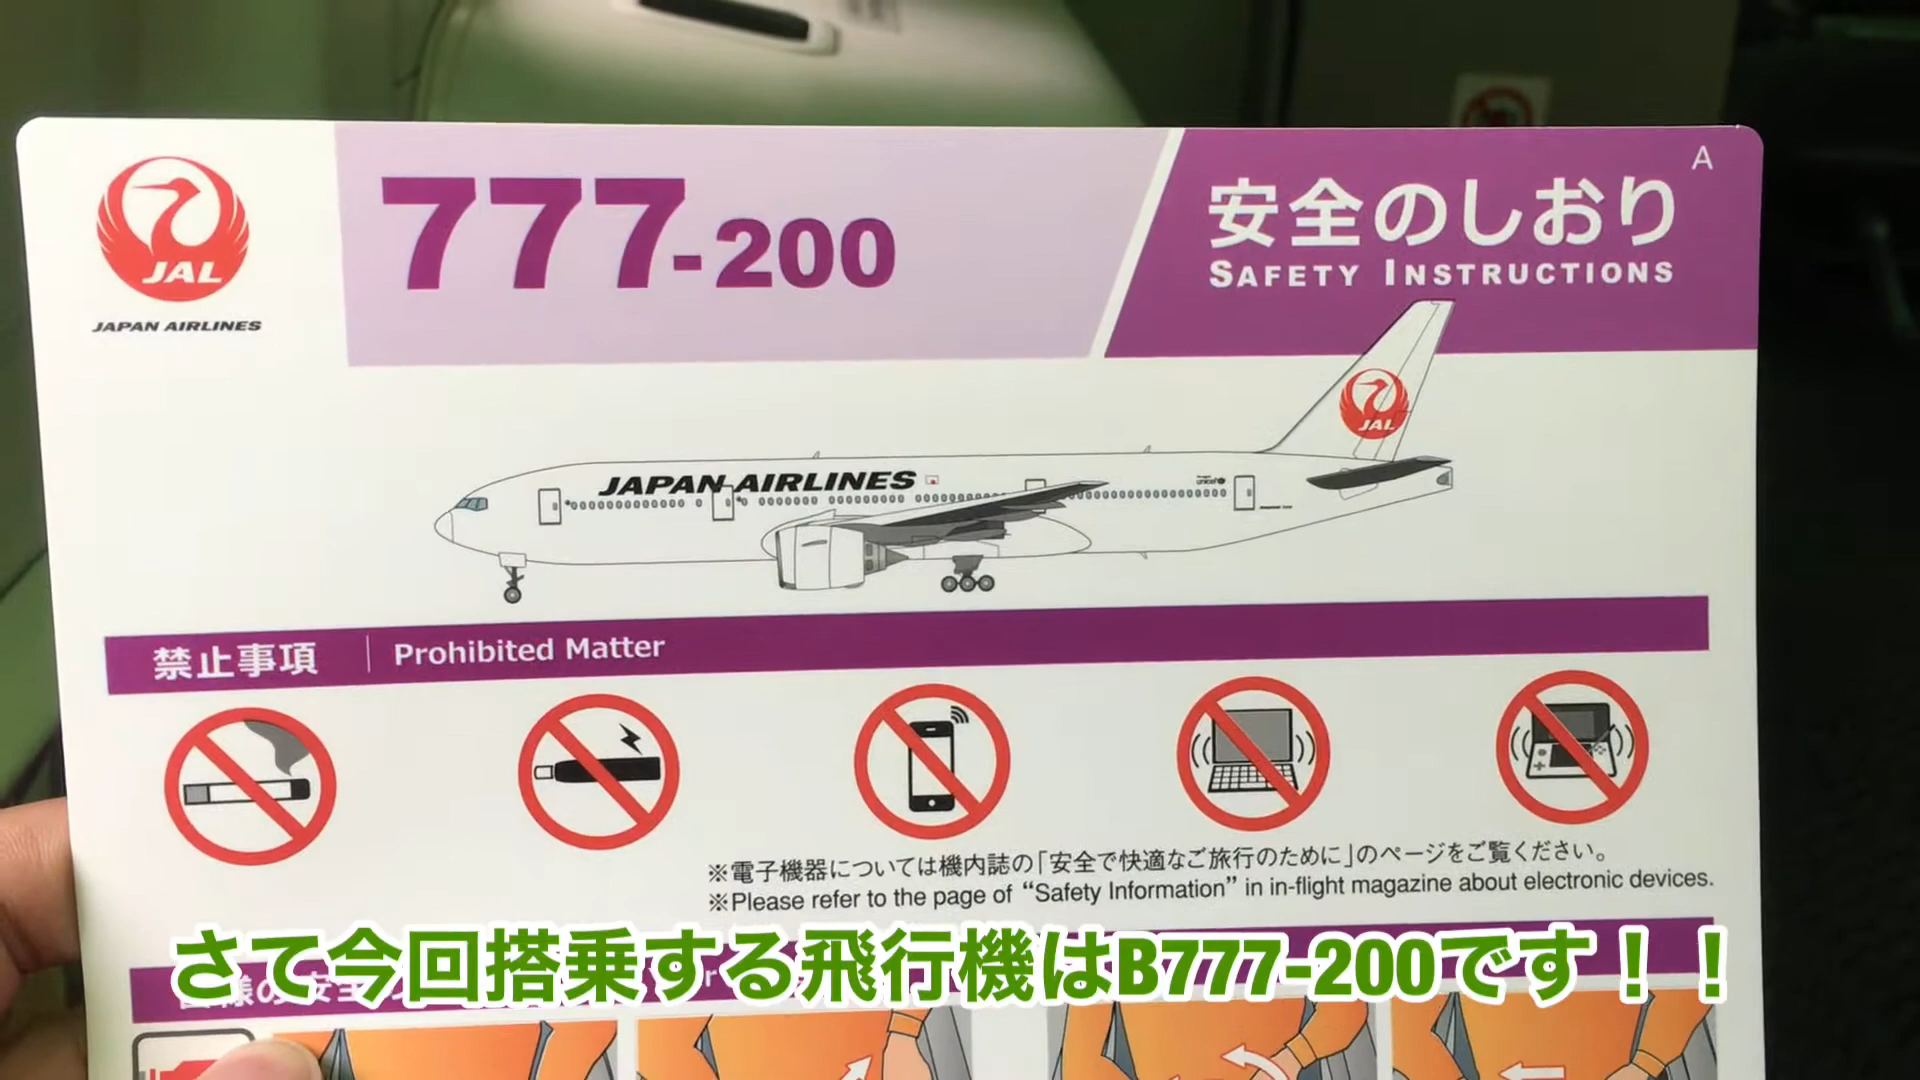 A
777-200
安全のしおり
SAFETY INSTRUCTIONS
JAL
JAPAN AIRLINES
JAL
JAPAN AIRLINES
unicef
禁止事項 Prohibited Matter
※電子機器については機内誌の「安全で快適なご旅行のために」のページをご覧ください。
※Please refer to the page of “Safety Information” in in-flight magazine about electronic devices.
さて今回搭乗する飛行機はB777-200です！！